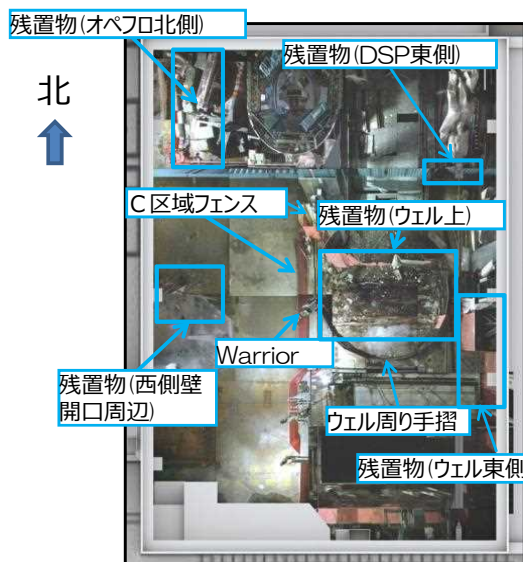 残置物(オペフロ北側)
残置物(DSP東側)
北
C区域フェンス
残置物(ウェル上)
Warrior
残置物(西側壁
開口周辺)
ウェル周り手摺
残置物(ウェル東側